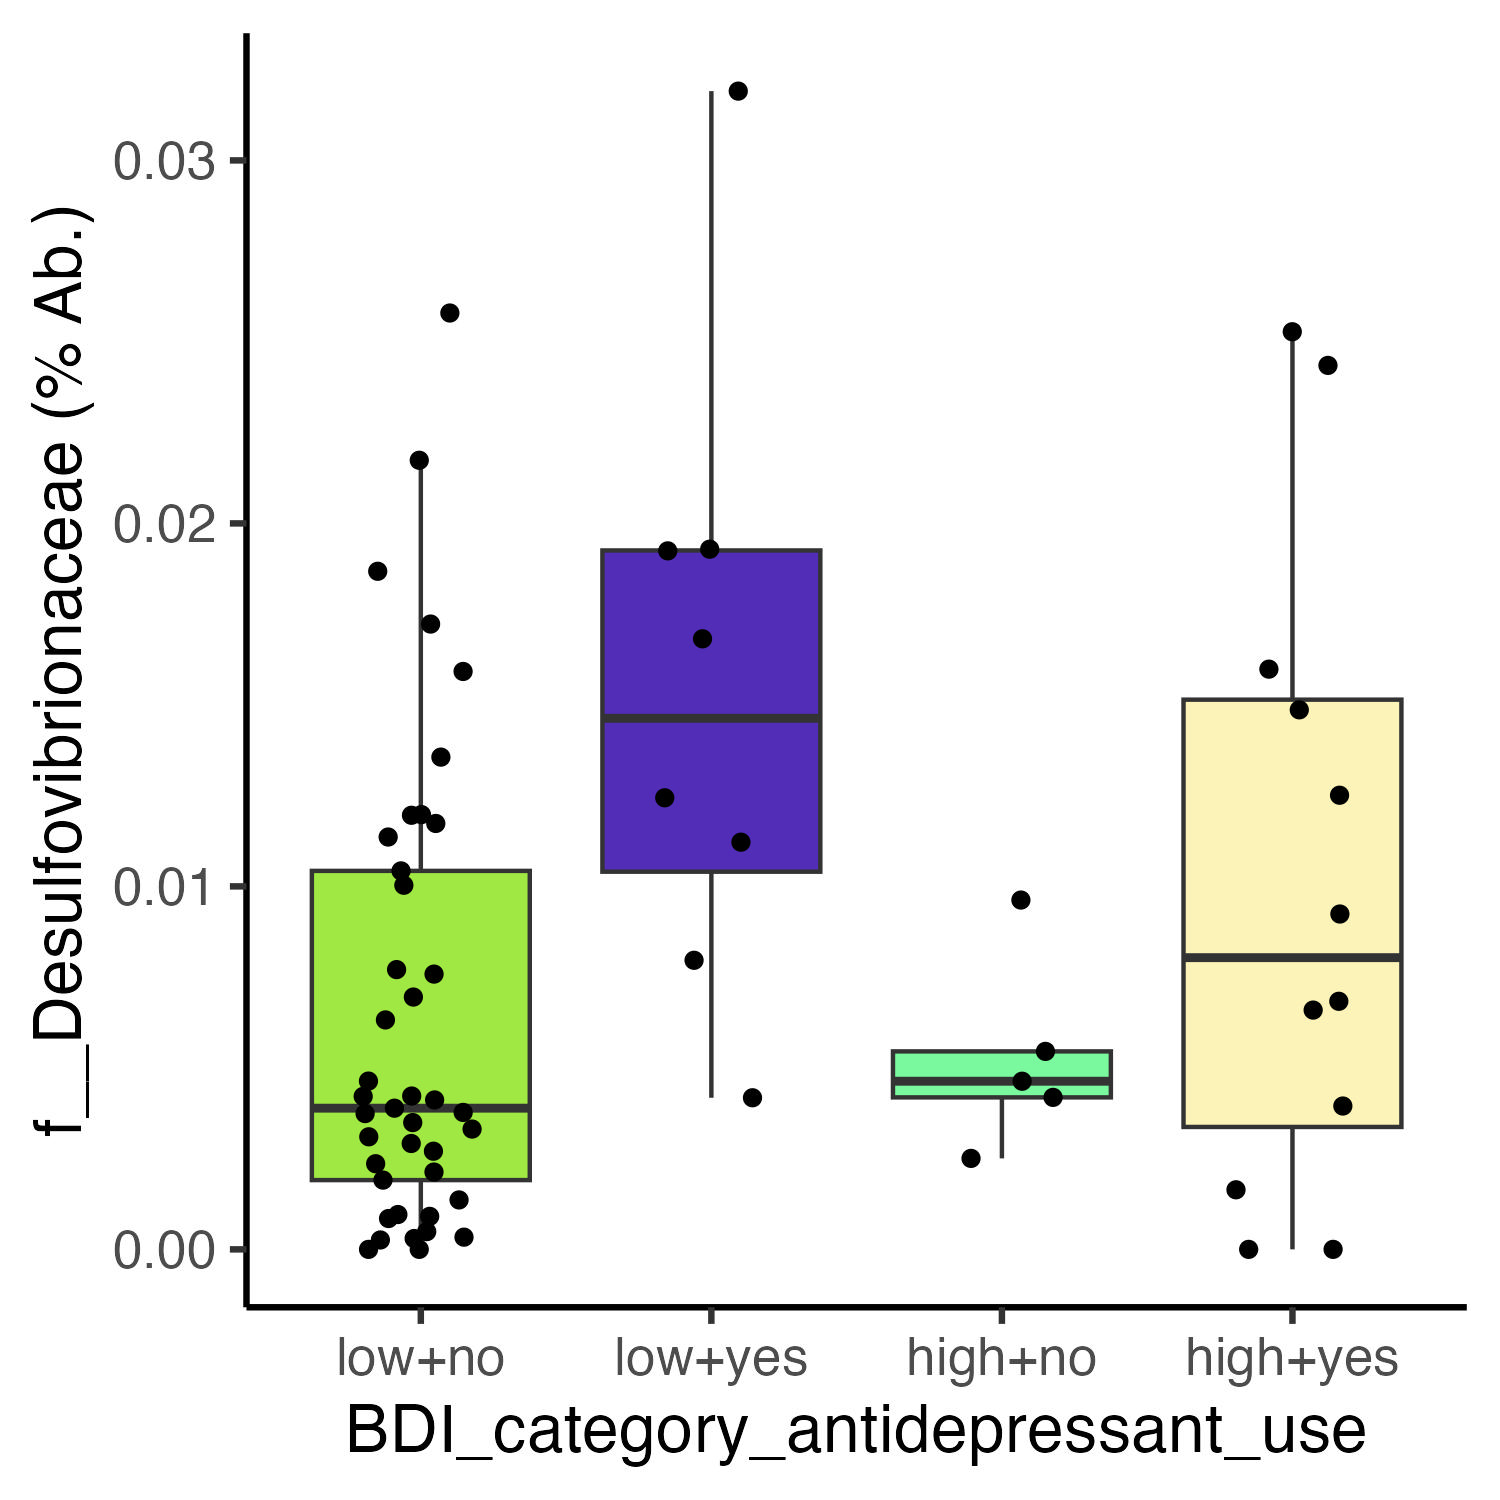 f__Desulfovibrionaceae (% Ab.)
0.03
0.02
0.01
0.00
low+no
low+yes
high+no
high+yes
BDI_category_antidepressant_use